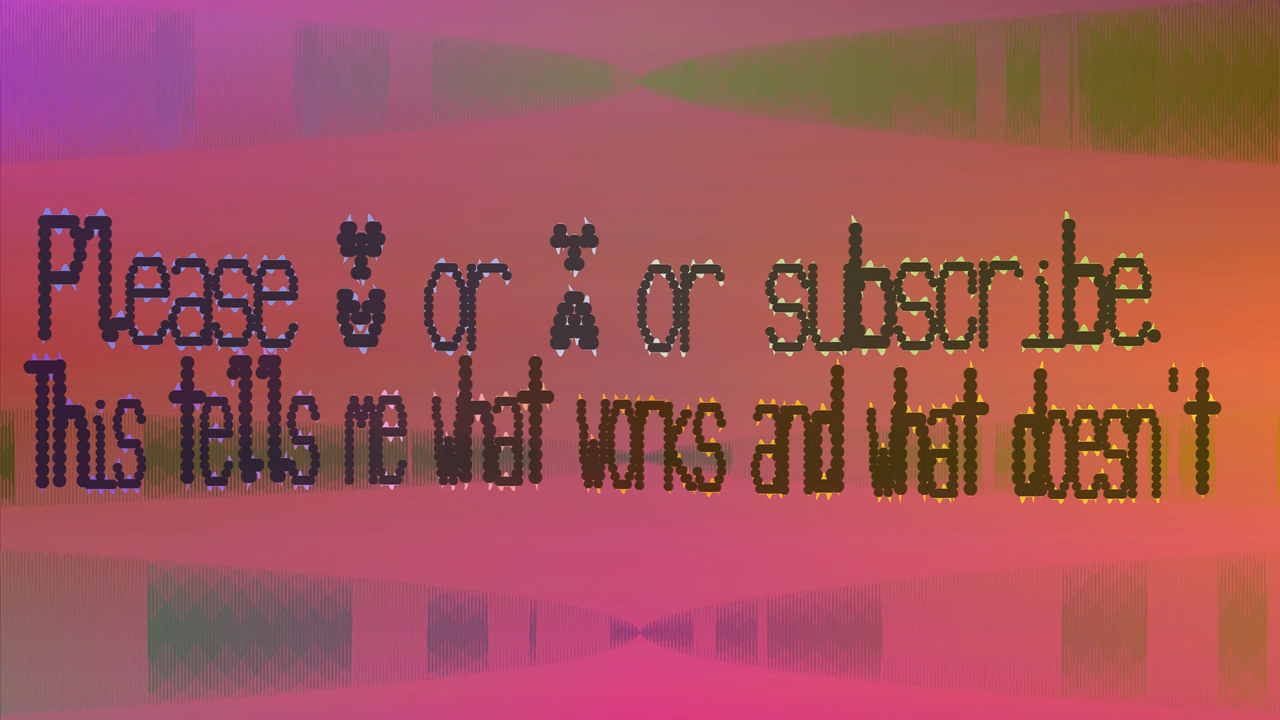 Please or or subscribe.
This tells me what works and what doesn't